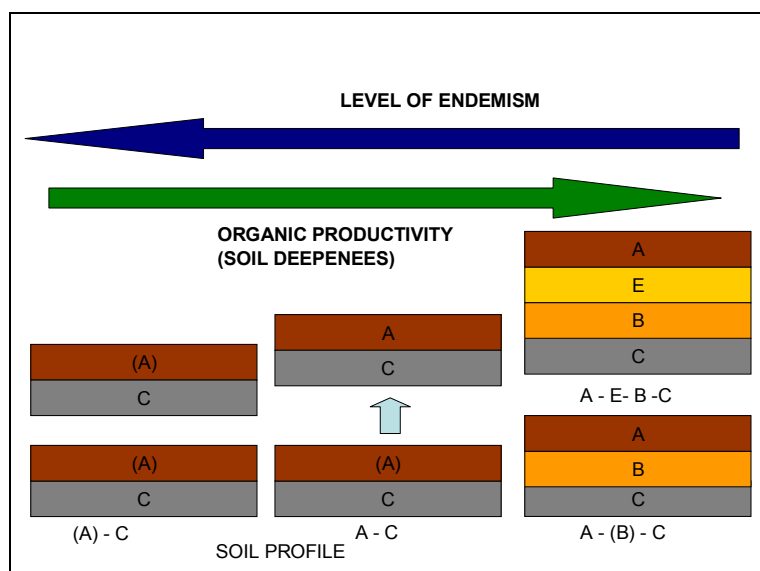 LEVEL OF ENDEMISM
ORGANIC PRODUCTIVITY
(SOIL DEEPENEES)
A
E
B
C
A - E- B -C
A
C
(A)
C
(A)
C
(A) - C
(A)
C
A - C
A
B
C
A - (B) - C
SOIL PROFILE